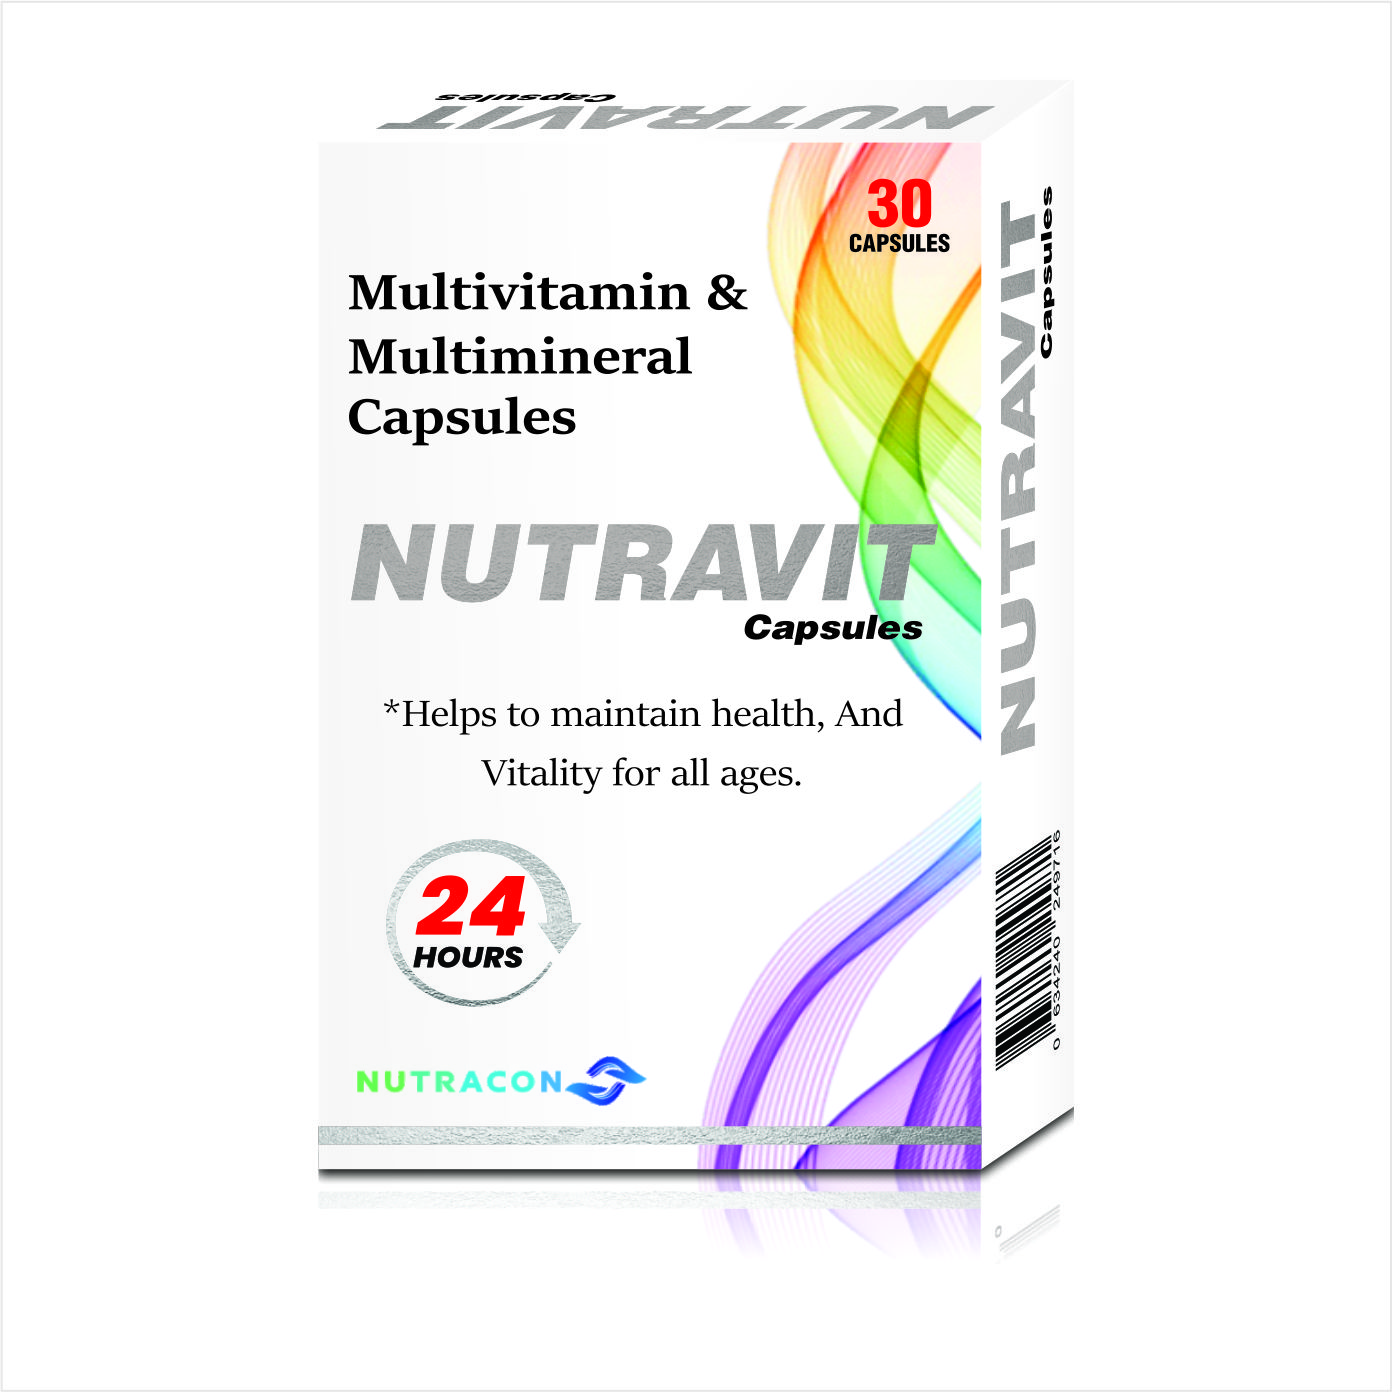 NUTRAVIT
Capsules
30
CAPSULES
Multivitamin &
Multimineral
Capsules
NUTRAVIT
Capsules
*Helps to maintain health, And
Vitality for all ages.
24
HOURS
NUTRACON
NUTRAVIT
Capsules
0 634240 249716